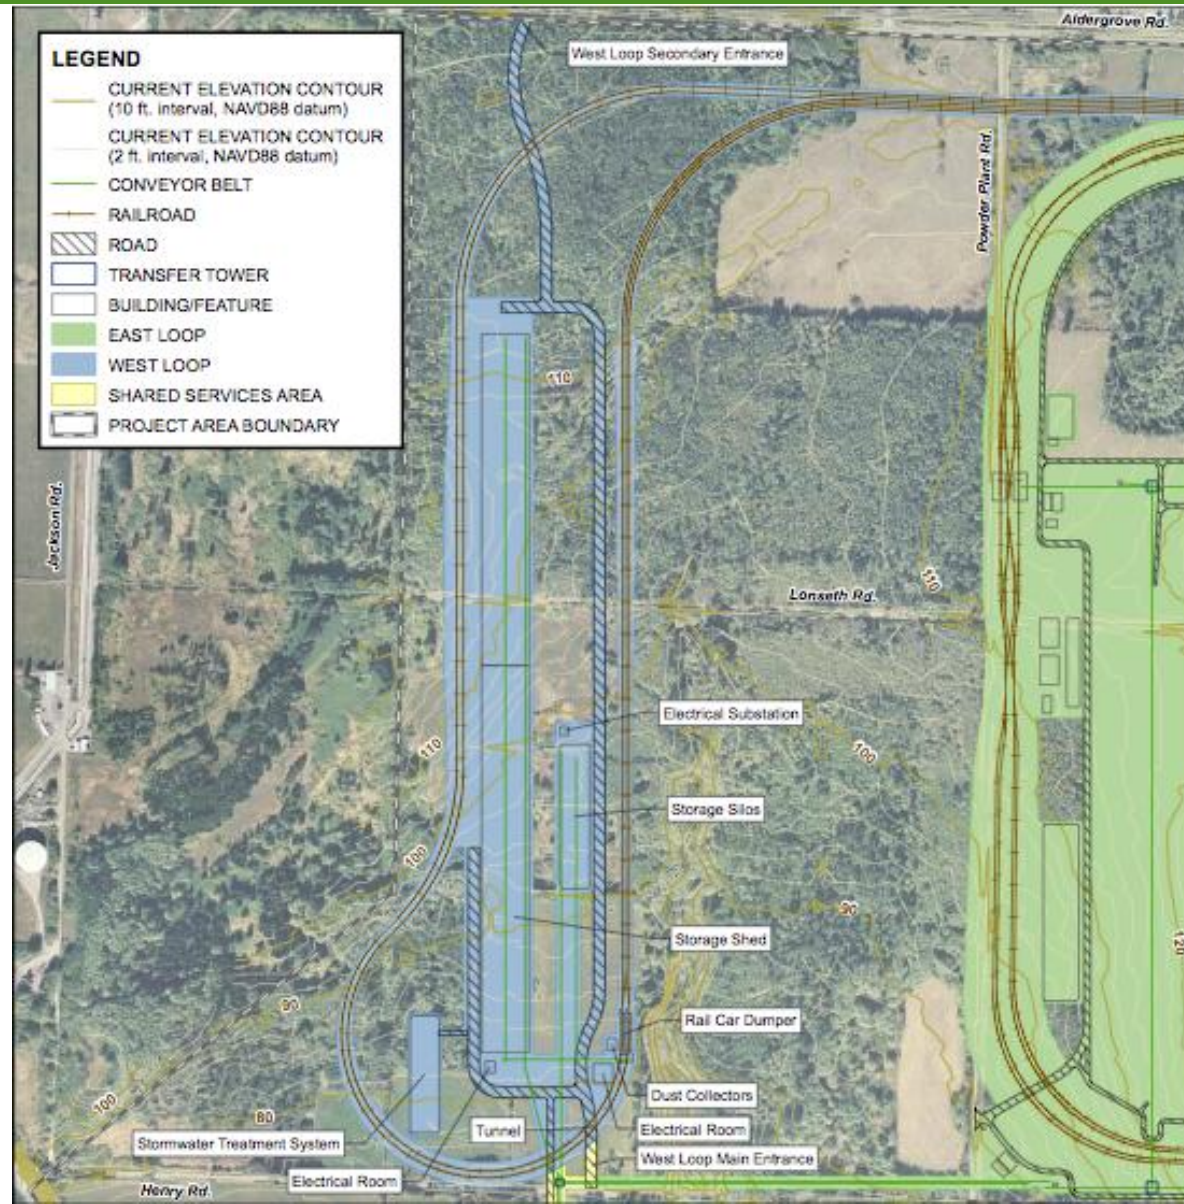 Aldergrove Rd.
LEGEND
CURRENT ELEVATION CONTOUR
(10 ft. interval, NAVD88 datum)
CURRENT ELEVATION CONTOUR
(2 ft. interval, NAVD88 datum)
CONVEYOR BELT
RAILROAD
ROAD
TRANSFER TOWER
BUILDING/FEATURE
EAST LOOP
WEST LOOP
SHARED SERVICES AREA
PROJECT AREA BOUNDARY
West Loop Secondary Entrance
Powder Plant Rd.
110
Jackson Rd.
110
Lonseth Rd.
Electrical Substation
110
100
Storage Silos
100
90
Storage Shed
120
90
Rail Car Dumper
Dust Collectors
100
80
Stormwater Treatment System
Tunnel
Electrical Room
West Loop Main Entrance
Electrical Room
Henry Rd.